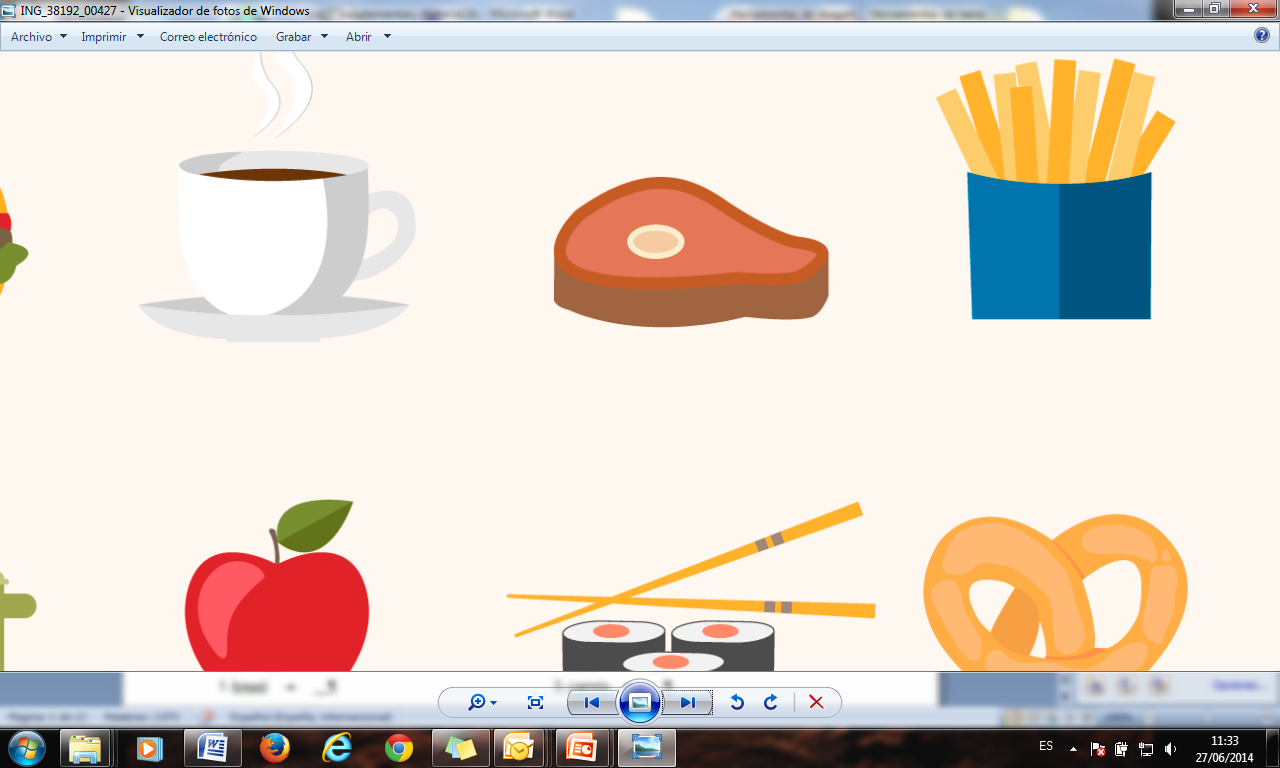 ING_38192_00427 - Visualizador de fotos de Windows
Archivo Imprimir Correo electrónico Grabar Abrir
ES 11:33
27/06/2014